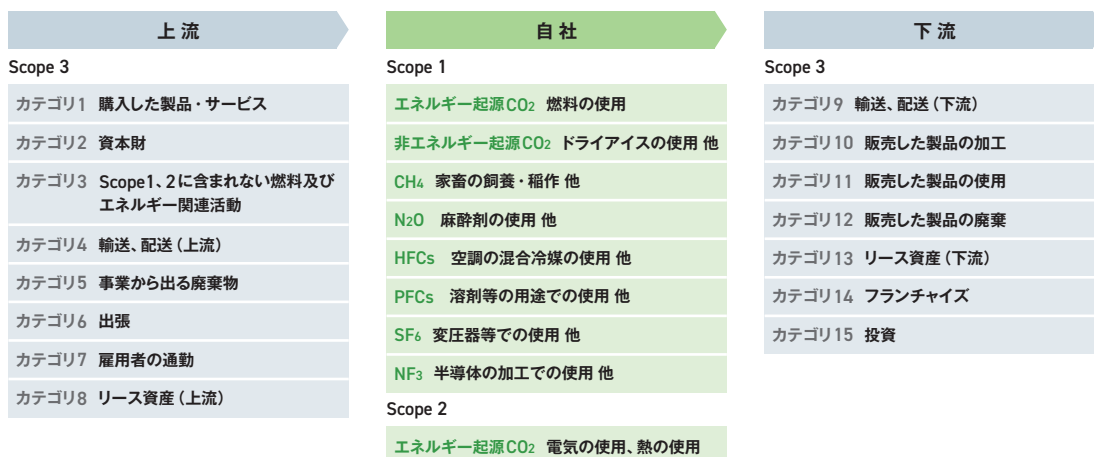 上流
Scope 3
カテゴリ1 購入した製品・サービス
カテゴリ2 資本財
カテゴリ3 Scope1、2に含まれない燃料及び
エネルギー関連活動
カテゴリ4 輸送、配送（上流）
カテゴリ5 事業から出る廃棄物
カテゴリ6 出張
カテゴリ7 雇用者の通勤
カテゴリ8 リース資産（上流）
自社
Scope 1
エネルギー起源CO2 燃料の使用
非エネルギー起源CO2 ドライアイスの使用 他
CH4 家畜の飼養・稲作 他
N2O 麻酔剤の使用 他
HFCs 空調の混合冷媒の使用 他
PFCs 溶剤等の用途での使用 他
SF6 変圧器等での使用 他
NF3 半導体の加工での使用 他
Scope 2
エネルギー起源CO2 電気の使用、熱の使用
下流
Scope 3
カテゴリ9 輸送、配送（下流）
カテゴリ10 販売した製品の加工
カテゴリ11 販売した製品の使用
カテゴリ12 販売した製品の廃棄
カテゴリ13 リース資産（下流）
カテゴリ14 フランチャイズ
カテゴリ15 投資